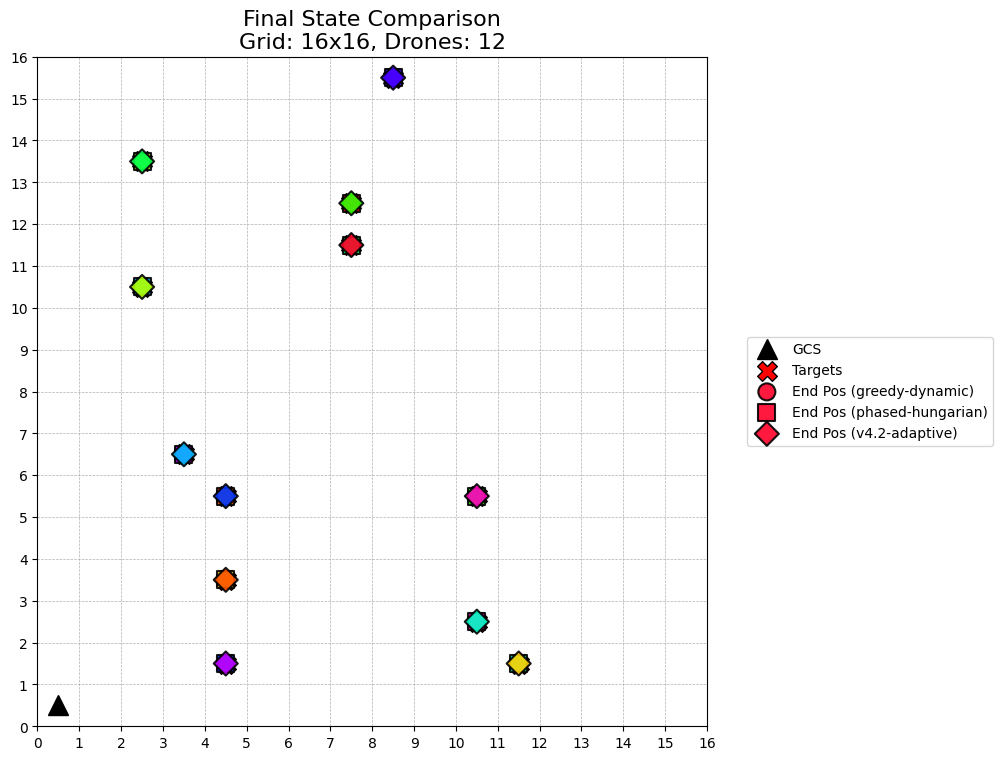 Final State Comparison
Grid: 16x16, Drones: 12
16
15
14
13
12
11
10
9
8
7
6
5
4
3
2
1
0
0 1 2 3 4 5 6 7 8 9 10 11 12 13 14 15 16
GCS
Targets
End Pos (greedy-dynamic)
End Pos (phased-hungarian)
End Pos (v4.2-adaptive)